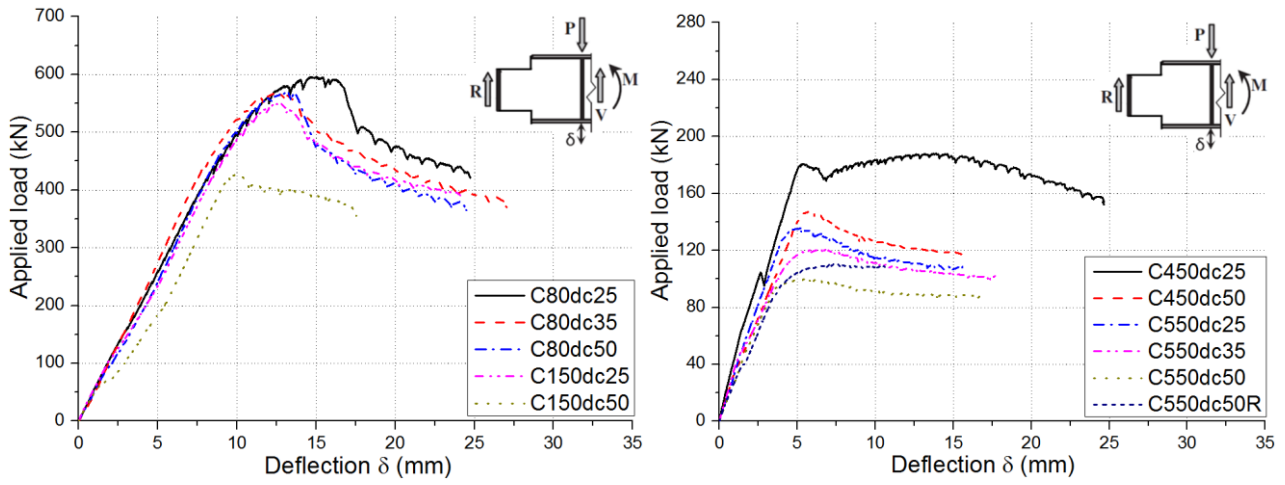 700
600
500
400
300
200
100
0
Applied load (kN)
0 5 10 15 20 25 30 35
Deflection δ (mm)
P
R
M
V
δ
C80dc25
C80dc35
C80dc50
C150dc25
C150dc50
280
240
200
160
120
80
40
0
Applied load (kN)
0 5 10 15 20 25 30 35
Deflection δ (mm)
P
R
M
V
δ
C450dc25
C450dc50
C550dc25
C550dc35
C550dc50
C550dc50R